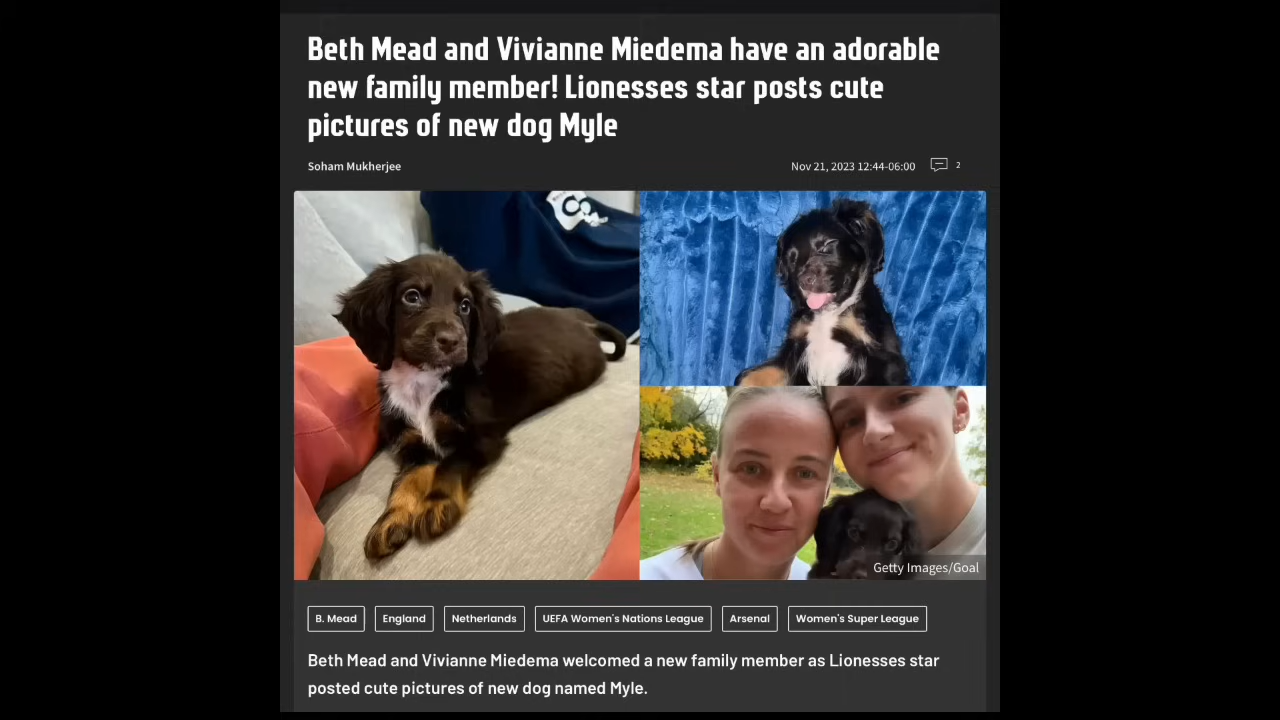 Beth Mead and Vivianne Miedema have an adorable
new family member! Lionesses star posts cute
pictures of new dog Myle
Soham Mukherjee
Nov 21, 2023 12:44-06:00
2
Getty Images/Goal
B. Mead
England
Netherlands
UEFA Women's Nations League
Arsenal
Women's Super League
Beth Mead and Vivianne Miedema welcomed a new family member as Lionesses star
posted cute pictures of new dog named Myle.